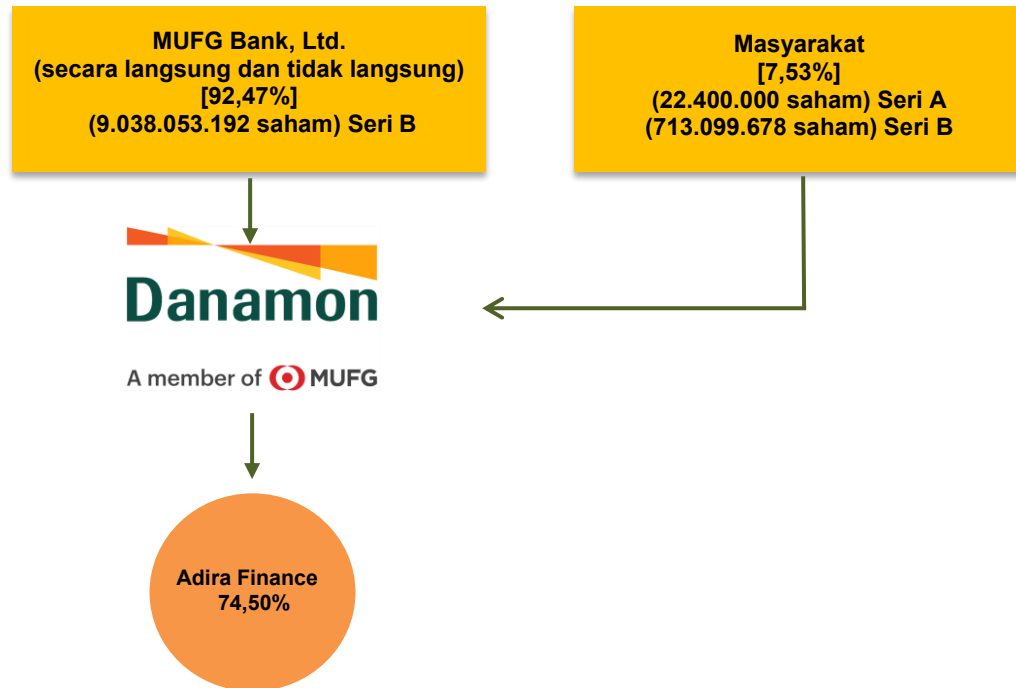 MUFG Bank, Ltd.
(secara langsung dan tidak langsung)
[92,47%]
(9.038.053.192 saham) Seri B
Masyarakat
[7,53%]
(22.400.000 saham) Seri A
(713.099.678 saham) Seri B
Danamon
A member of MUFG
Adira Finance
74,50%